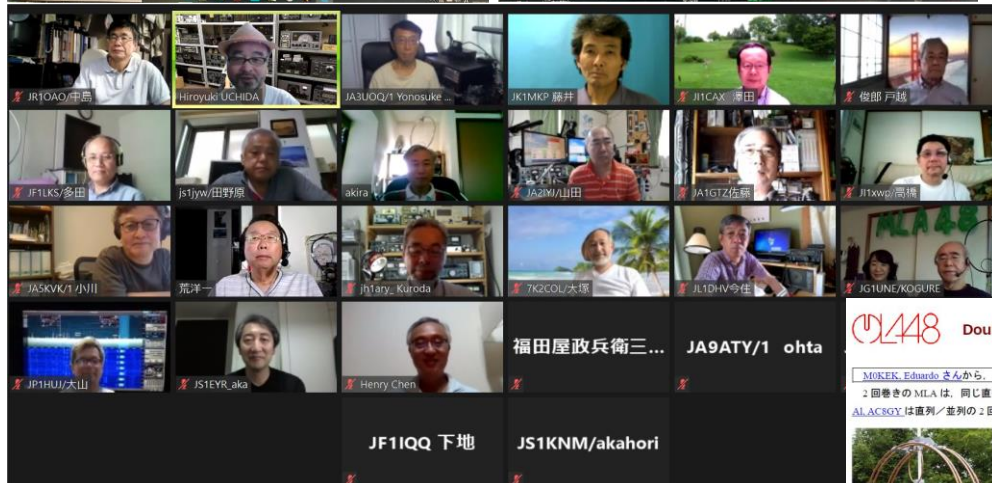 JR1OAO/中島
Hiroyuki UCHIDA
JA3UOQ/1 Yonosuke ...
JK1MKP 藤井
JI1CAX 澤田
俊郎 戸越
JF1LKS/多田
js1jyw/田野原
akira
JA2IYI/山田
JA1GTZ佐藤
JI1xwp/高橋
JA5KVK/1 小川
荒洋一
jh1ary_Kuroda
7K2COL/大塚
JL1DHV今住
MLA48
JG1UNE/KOGURE
JP1HUJ/大山
JS1EYR_aka
Henry Chen
福田屋政兵衛三...
JA9ATY/1 ohta
JF1IQQ 下地
JS1KNM/akahori
MLA48 Dou
M0KEK, Eduardo さんから、
2 回巻きの MLA は、同じ直
AI, AC8GY は直列／並列の 2 回